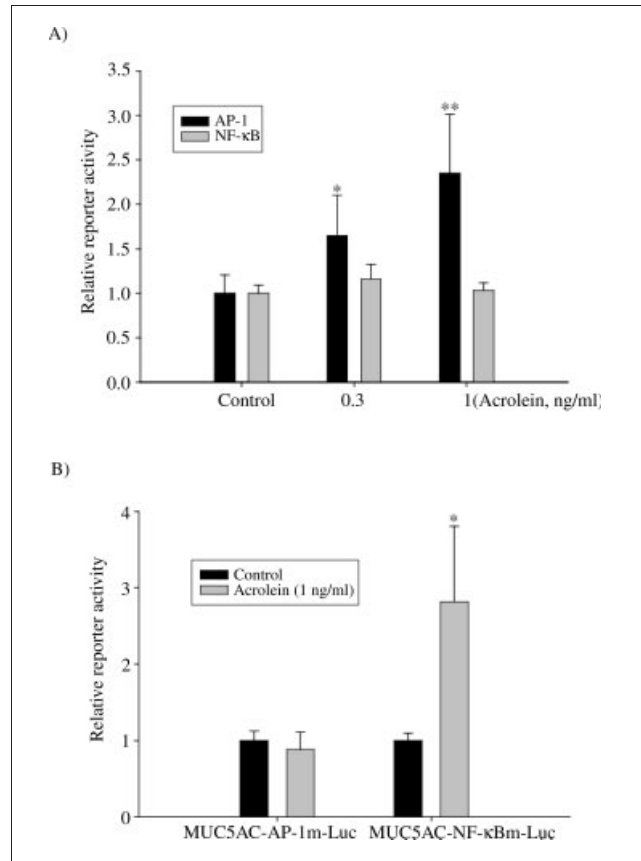 A)
3.5
3.0
2.5
2.0
1.5
1.0
0.5
0.0
Relative reporter activity
AP-1
NF-κB
*
**
Control 0.3 1(Acrolein, ng/ml)
B)
4
3
2
1
0
Relative reporter activity
Control
Acrolein (1 ng/ml)
*
MUC5AC-AP-1m-Luc MUC5AC-NF-κBm-Luc